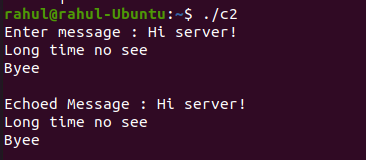 rahul@rahul-Ubuntu:~$ ./c2
Enter message : Hi server!
Long time no see
Byee
Echoed Message : Hi server!
Long time no see
Byee